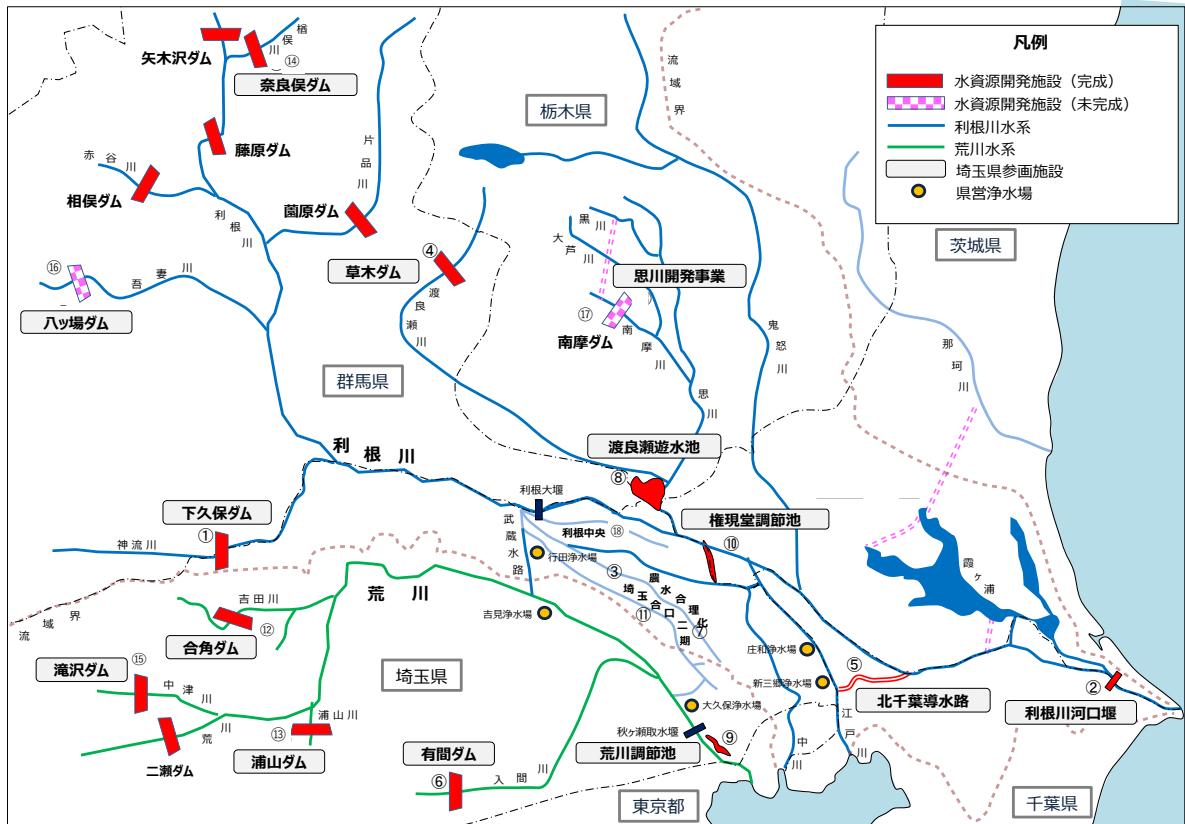 凡例
水資源開発施設（完成）
水資源開発施設（未完成）
利根川水系
荒川水系
埼玉県参画施設
県営浄水場
矢木沢ダム
楢俣川
⑭
奈良俣ダム
藤原ダム
赤谷川
相俣ダム
利根川
片品川
薗原ダム
④
草木ダム
渡良瀬川
⑯
吾妻川
八ッ場ダム
群馬県
栃木県
流域界
黒川
大芦川
思川開発事業
⑰
南摩ダム
南摩川
思川
鬼怒川
茨城県
那珂川
霞ヶ浦
利根川
渡良瀬遊水池
⑧
利根大堰
権現堂調節池
⑩
下久保ダム
①
神流川
武蔵水路
利根中央
⑱
行田浄水場
③
農水合理化
⑦
埼玉合口二期
⑪
吉見浄水場
流域界
荒川
吉田川
合角ダム
⑫
滝沢ダム
⑮
中津川
荒川
浦山川
⑬
二瀬ダム
浦山ダム
埼玉県
有間ダム
⑥
入間川
大久保浄水場
秋ヶ瀬取水堰
⑨
荒川調節池
庄和浄水場
新三郷浄水場
⑤
北千葉導水路
②
利根川河口堰
中川
江戸川
東京都
千葉県